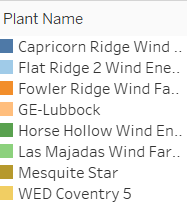 Plant Name
Capricorn Ridge Wind ..
Flat Ridge 2 Wind Ene..
Fowler Ridge Wind Fa..
GE-Lubbock
Horse Hollow Wind En..
Las Majadas Wind Far..
Mesquite Star
WED Coventry 5